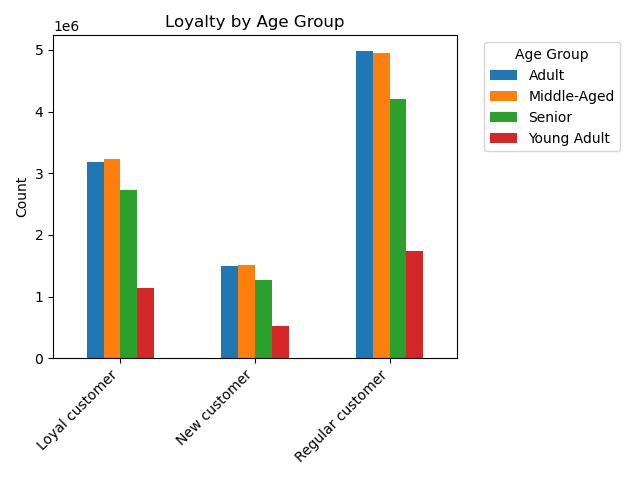 Loyalty by Age Group
1e6
Count
5
4
3
2
1
0
Loyal customer
New customer
Regular customer
Age Group
Adult
Middle-Aged
Senior
Young Adult